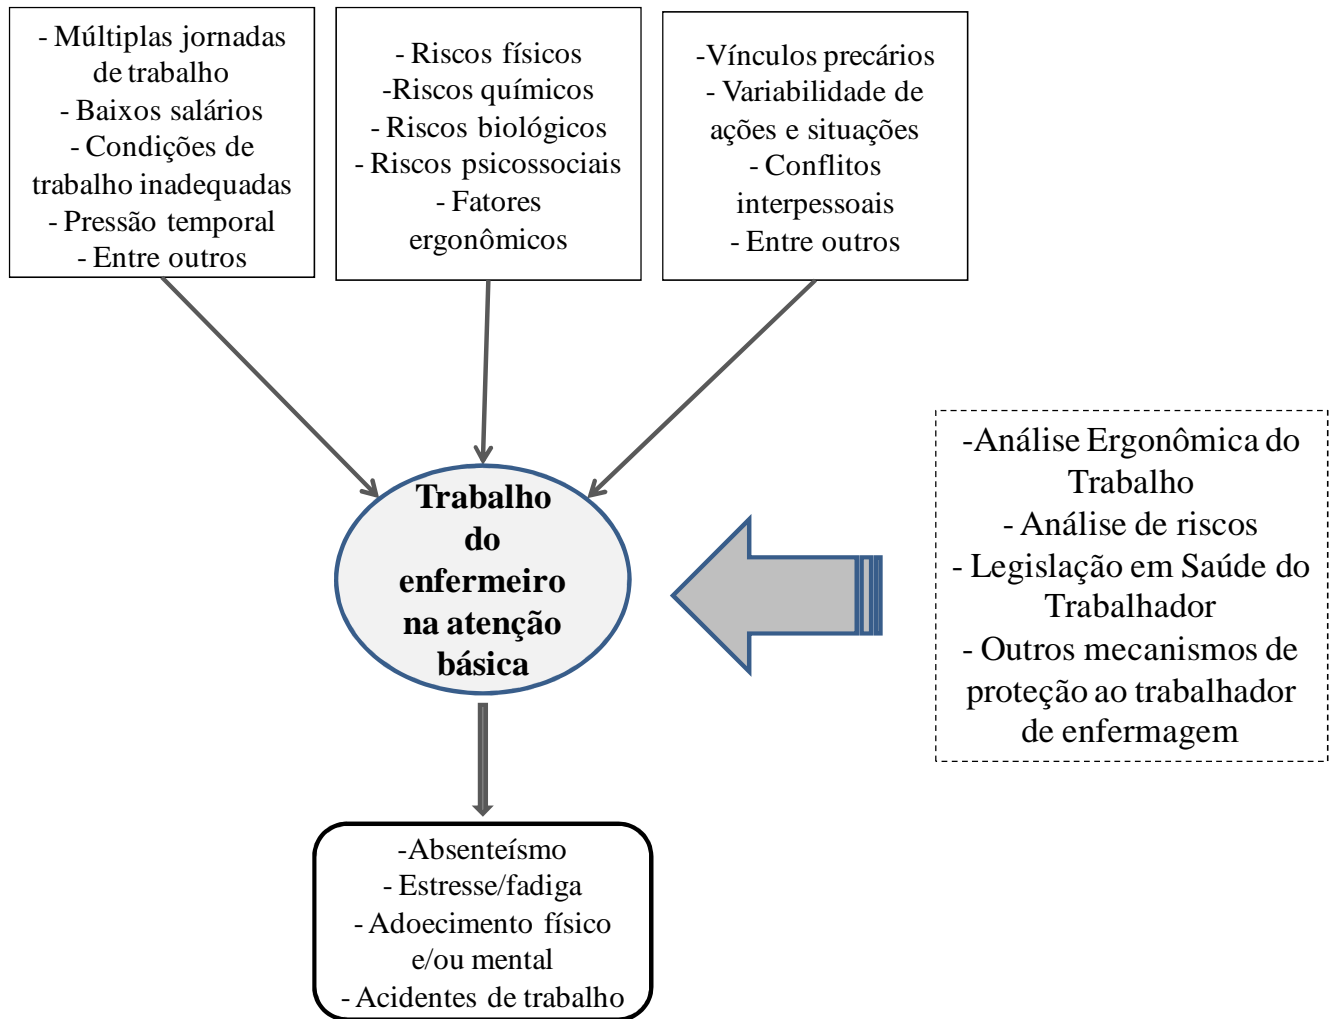 - Múltiplas jornadas
de trabalho
- Baixos salários
- Condições de
trabalho inadequadas
- Pressão temporal
- Entre outros
- Riscos físicos
-Riscos químicos
- Riscos biológicos
- Riscos psicossociais
- Fatores
ergonômicos
-Vínculos precários
- Variabilidade de
ações e situações
- Conflitos
interpessoais
- Entre outros
Trabalho
do
enfermeiro
na atenção
básica
-Análise Ergonômica do
Trabalho
- Análise de riscos
- Legislação em Saúde do
Trabalhador
- Outros mecanismos de
proteção ao trabalhador
de enfermagem
-Absenteísmo
- Estresse/fadiga
- Adoecimento físico
e/ou mental
- Acidentes de trabalho